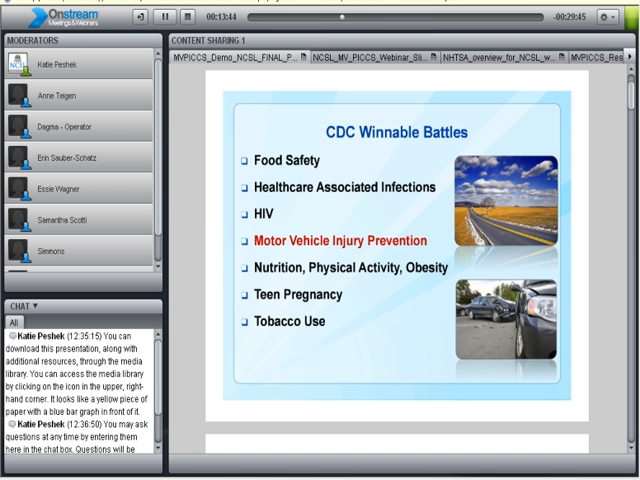 Onstream
Meetings & Webinars
00:13:44
-00:29:45
MODERATORS
Katie Peshek
Anne Teigen
Dagma - Operator
Erin Sauber-Schatz
Essie Wagner
Samantha Scotti
Simmons
CHAT
All
Katie Peshek (12:35:15) You can
download this presentation, along with
additional resources, through the media
library. You can access the media library
by clicking on the icon in the upper, right-
hand corner. It looks like a yellow piece of
paper with a blue bar graph in front of it.
Katie Peshek (12:36:50) You may ask
questions at any time by entering them
here in the chat box. Questions will be
CONTENT SHARING 1
MVPICCS_Demo_NCSL_FINAL_P...
NCSL_MV_PICCS_Webinar_Sli...
NHTSA_overview_for_NCSL_w...
MVPICCS_Res
CDC Winnable Battles
Food Safety
Healthcare Associated Infections
HIV
Motor Vehicle Injury Prevention
Nutrition, Physical Activity, Obesity
Teen Pregnancy
Tobacco Use